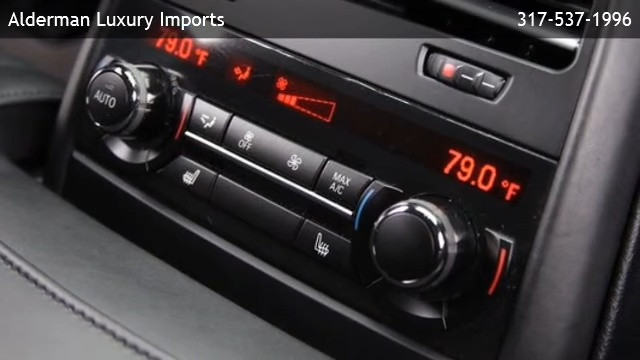 Alderman Luxury Imports
317-537-1996
79.0 °F
79.0 °F
AUTO
OFF
MAX
A/C